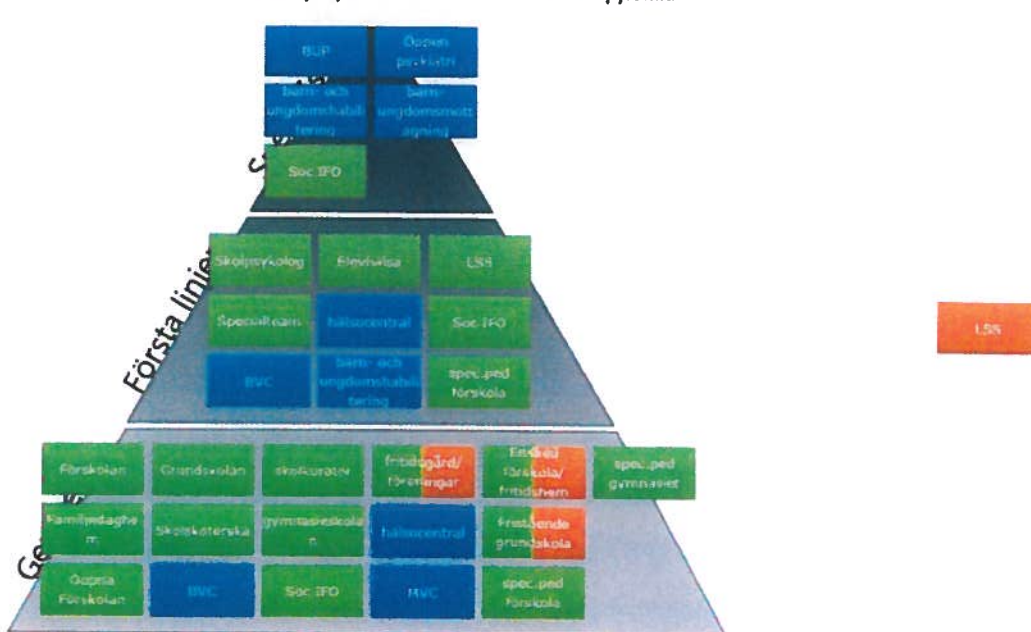 BUP
Öppen
psykiatri
barn- och
ungdomshabili
tering
barn-
ungdomsmott
agning
Soc IFO
Första linjen
Skolpsykolog
Elevhälsa
LSS
Specialteam
hälsocentral
Soc IFO
BVC
barn- och
ungdomshabili
tering
spec.ped
förskola
LSS
Förskolan
Grundskolan
skolkurator
fritidsgård/
föreningar
Enskild
förskola/
fritidshem
spec.ped
gymnasiet
Familjedaghe
m
Skolsköterska
gymnasieskola
n
hälsocentral
Fristående
grundskola
Öppna
Förskolan
BVC
Soc IFO
MVC
spec.ped
förskola